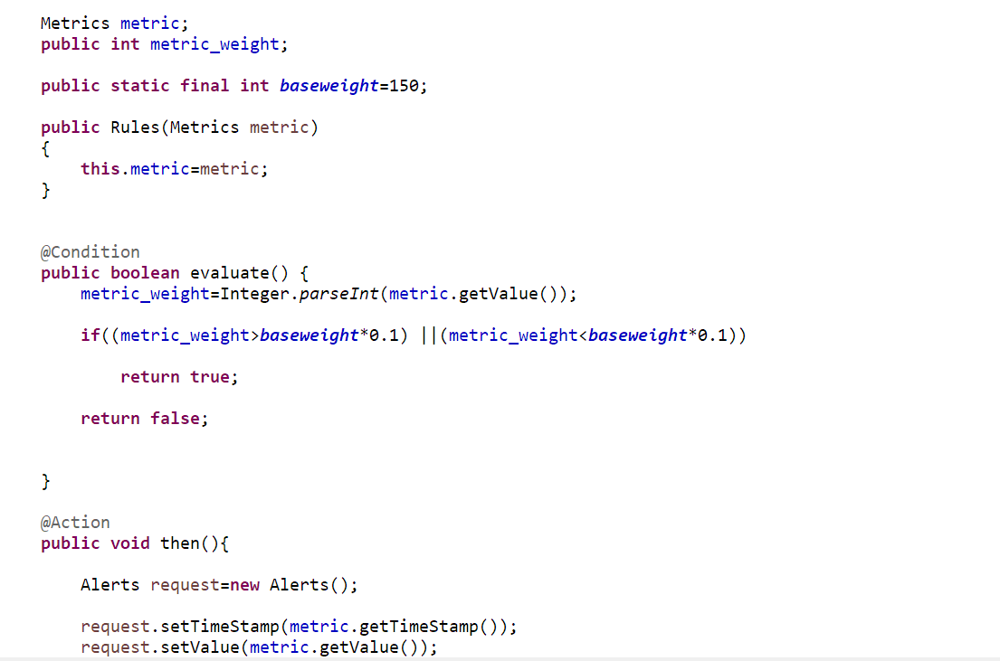 Metrics metric;
public int metric_weight;
public static final int baseweight=150;
public Rules(Metrics metric)
{
this.metric=metric;
}
@Condition
public boolean evaluate() {
metric_weight=Integer.parseInt(metric.getValue());
if((metric_weight>baseweight*0.1) ||(metric_weight<baseweight*0.1))
return true;
return false;
}
@Action
public void then(){
Alerts request=new Alerts();
request.setTimeStamp(metric.getTimeStamp());
request.setValue(metric.getValue());